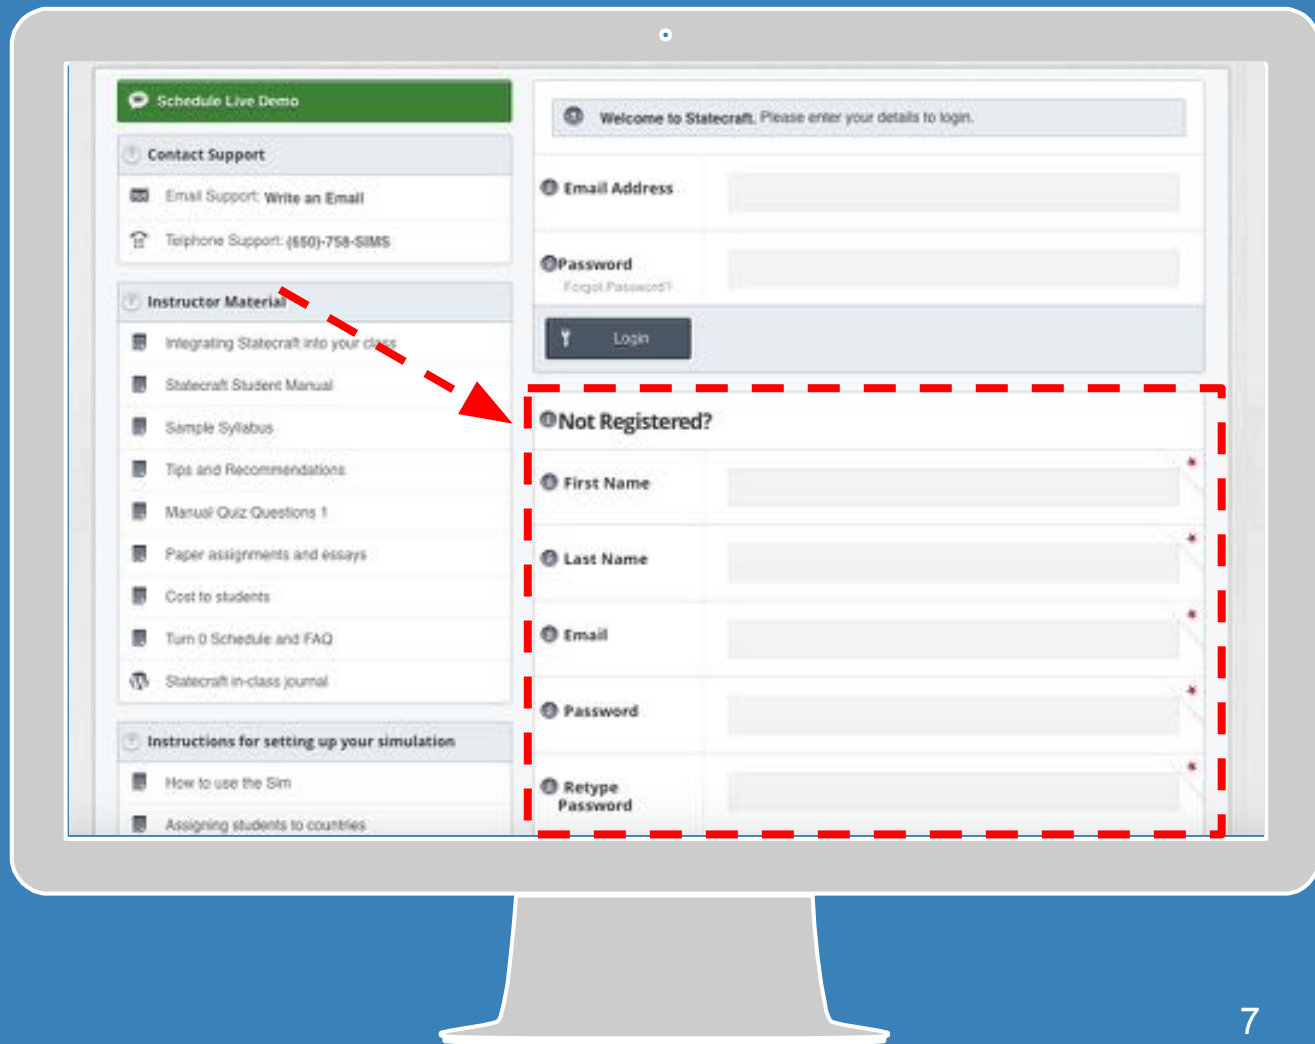 Schedule Live Demo
Contact Support
Email Support: Write an Email
Telphone Support: (650)-758-SIMS
Instructor Material
Integrating Statecraft into your class
Statecraft Student Manual
Sample Syllabus
Tips and Recommendations
Manual Quiz Questions 1
Paper assignments and essays
Cost to students
Turn 0 Schedule and FAQ
Statecraft in-class journal
Instructions for setting up your simulation
How to use the Sim
Assigning students to countries
Welcome to Statecraft. Please enter your details to login.
Email Address
Password
Forgot Password?
Login
Not Registered?
First Name *
Last Name *
Email *
Password *
Retype *
Password
7